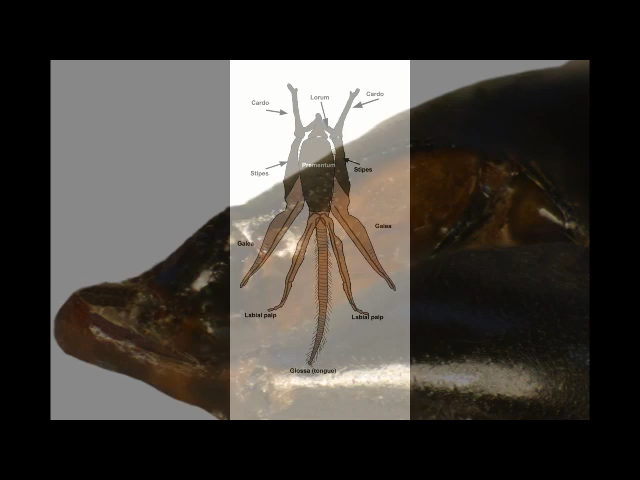 Cardo
Lorum
Cardo
Prementum
Stipes
Stipes
Galea
Galea
Labial palp
Labial palp
Glossa (tongue)